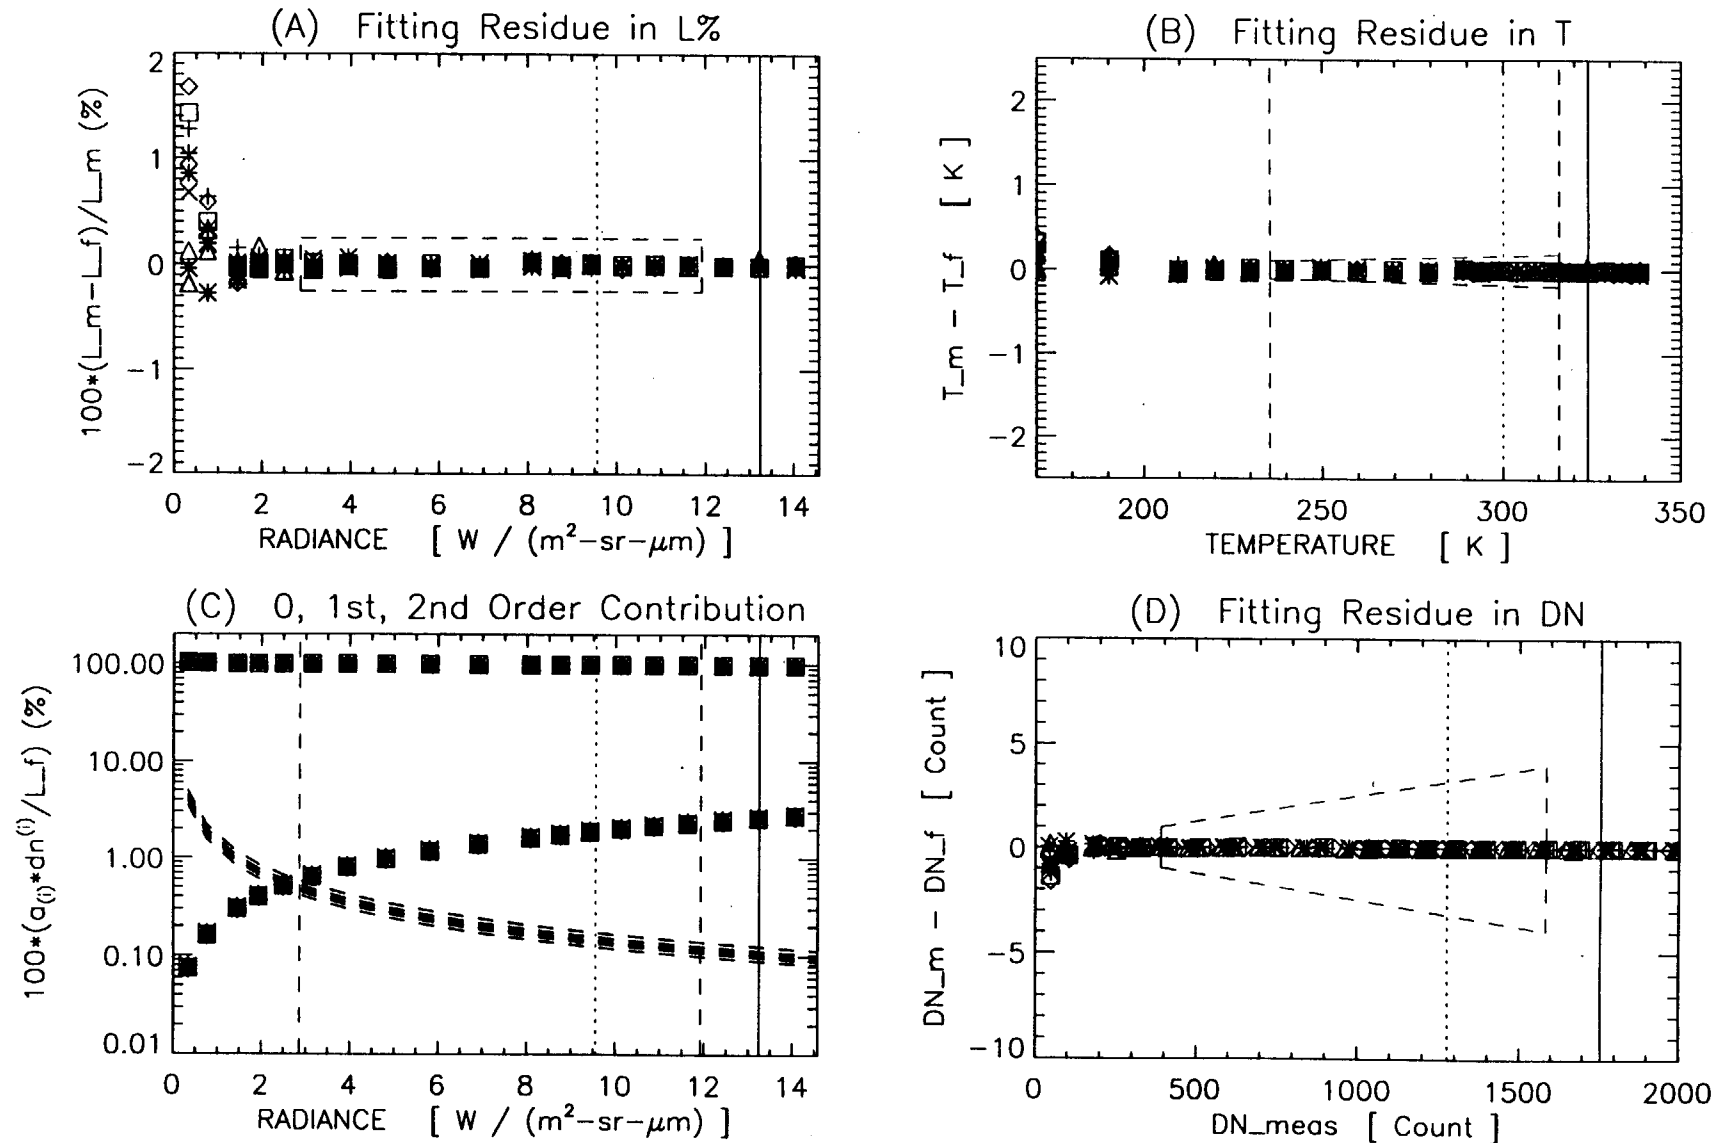 (A) Fitting Residue in L%
100*(L_m−L_f)/L_m (%)
2
1
0
−1
−2
0 2 4 6 8 10 12 14
RADIANCE [ W / (m²−sr−μm) ]
(B) Fitting Residue in T
T_m − T_f [ K ]
2
1
0
−1
−2
200 250 300 350
TEMPERATURE [ K ]
(C) 0, 1st, 2nd Order Contribution
100*(a(i)*dn(i)/L_f) (%)
100.00
10.00
1.00
0.10
0.01
0 2 4 6 8 10 12 14
RADIANCE [ W / (m²−sr−μm) ]
(D) Fitting Residue in DN
DN_m − DN_f [ Count ]
10
5
0
−5
−10
0 500 1000 1500 2000
DN_meas [ Count ]